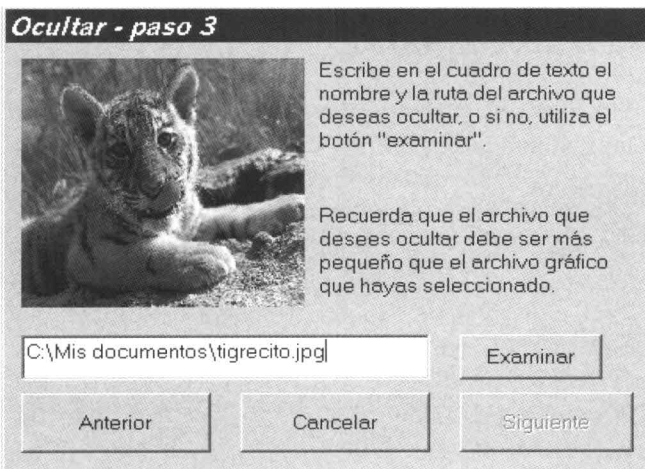 Ocultar - paso 3
Escribe en el cuadro de texto el
nombre y la ruta del archivo que
deseas ocultar, o si no, utiliza el
botón "examinar".
Recuerda que el archivo que
desees ocultar debe ser más
pequeño que el archivo gráfico
que hayas seleccionado.
C:\Mis documentos\tigrecito.jpg
Examinar
Anterior
Cancelar
Siguiente